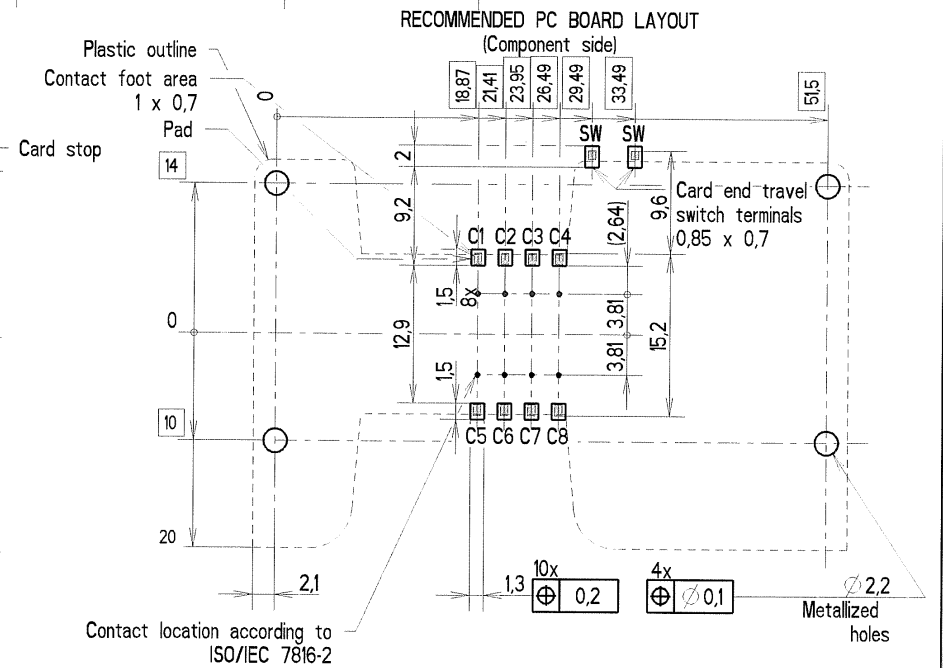 RECOMMENDED PC BOARD LAYOUT
(Component side)
Plastic outline
Contact foot area
1 x 0,7
Pad
Card stop
0
18,87
21,41
23,95
26,49
29,49
33,49
51,5
SW SW
14
2
9,2
Card end travel
switch terminals
0,85 x 0,7
9,6
(2,64)
C1 C2 C3 C4
1,5
8x
0
12,9
3,81
3,81
15,2
1,5
10
C5 C6 C7 C8
20
2,1
1,3
10x
0,2
4x
∅ 0,1
∅ 2,2
Metallized
holes
Contact location according to
ISO/IEC 7816-2